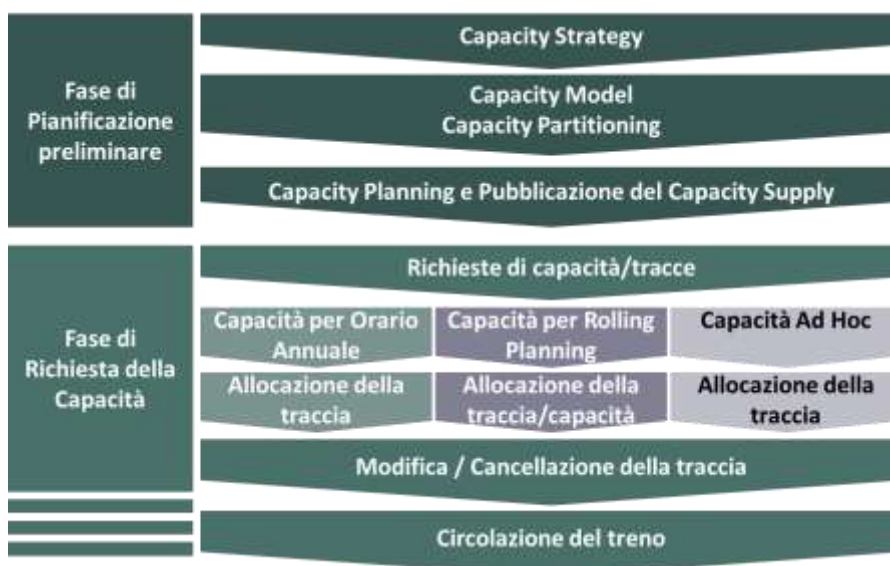 Capacity Strategy
Fase di
Pianificazione
preliminare
Capacity Model
Capacity Partitioning
Capacity Planning e Pubblicazione del Capacity Supply
Richieste di capacità/tracce
Fase di
Richiesta della
Capacità
Capacità per Orario
Annuale
Capacità per Rolling
Planning
Capacità Ad Hoc
Allocazione della
traccia
Allocazione della
traccia/capacità
Allocazione della
traccia
Modifica / Cancellazione della traccia
Circolazione del treno